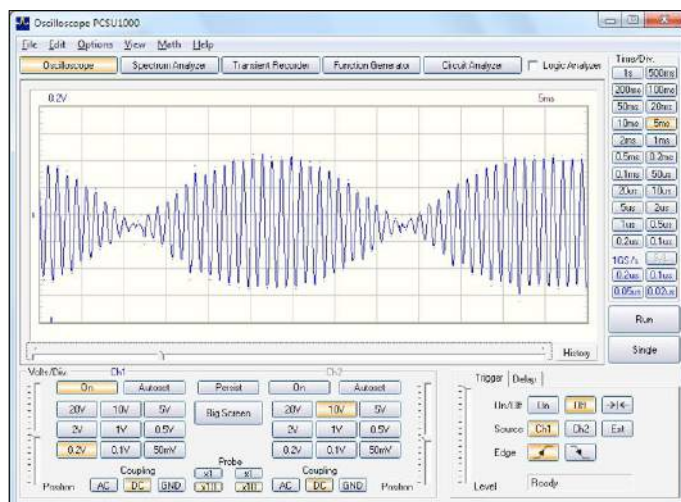 Oscilloscope PCSU1000
File Edit Options View Math Help
Oscilloscope Spectrum Analyzer Transient Recorder Function Generator Circuit Analyzer Logic Analyzer
Time/Div.
1s 500ms
200ms 100ms
50ms 20ms
10ms 5ms
2ms 1ms
0.5ms 0.2ms
0.1ms 50us
20us 10us
5us 2us
1us 0.5us
0.2us 0.1us
1GS/s
0.2us 0.1us
0.05us 0.02us
Run
Single
0.2V 5ms
History
Volts/Div. Ch1 Ch2
On Autoset Persist On Autoset
20V 10V 5V Big Screen 20V 10V 5V
2V 1V 0.5V 2V 1V 0.5V
0.2V 0.1V 50mV 0.2V 0.1V 50mV
Coupling Probe Coupling
x1 x1
Position AC DC GND x10 x10 AC DC GND Position
Trigger Delay
On/Off On Off
Source Ch1 Ch2 Ext
Edge
Level Ready